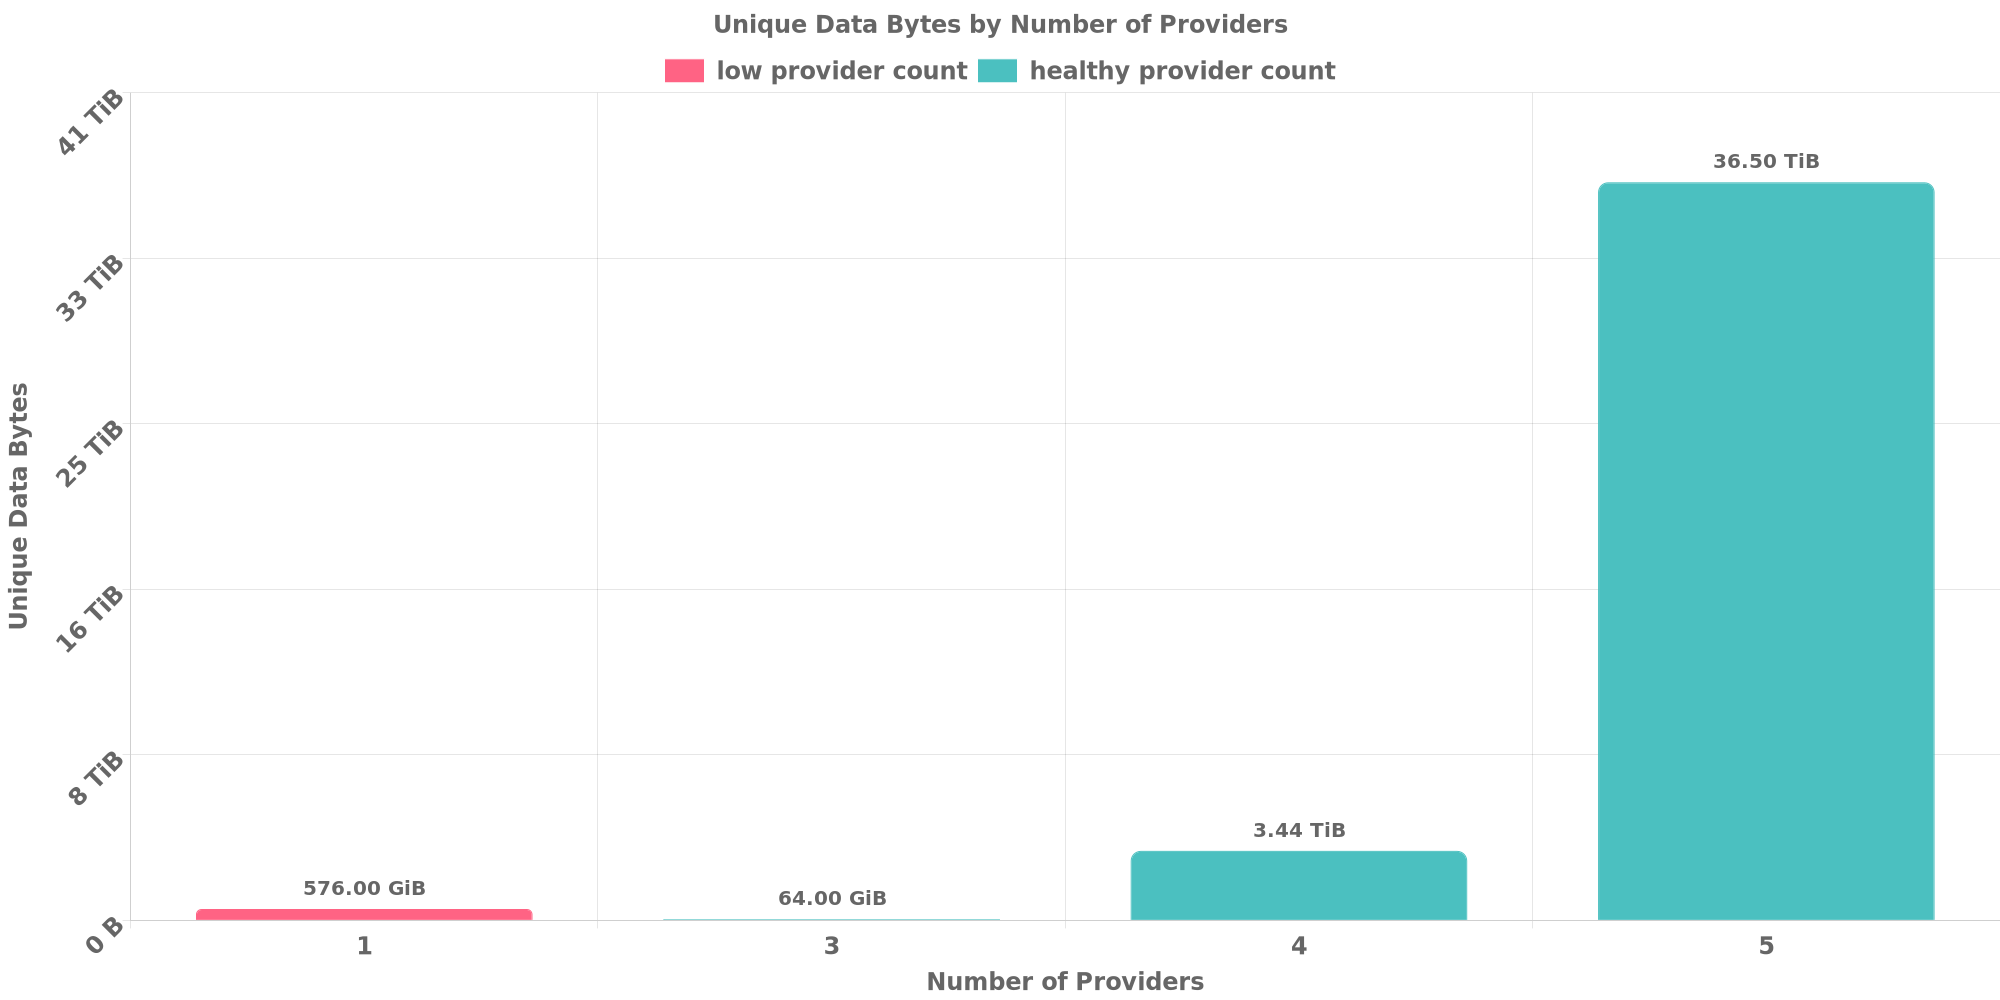 Unique Data Bytes by Number of Providers
low provider count healthy provider count
41 TiB
33 TiB
25 TiB
16 TiB
8 TiB
0 B
Unique Data Bytes
576.00 GiB
64.00 GiB
3.44 TiB
36.50 TiB
1 3 4 5
Number of Providers